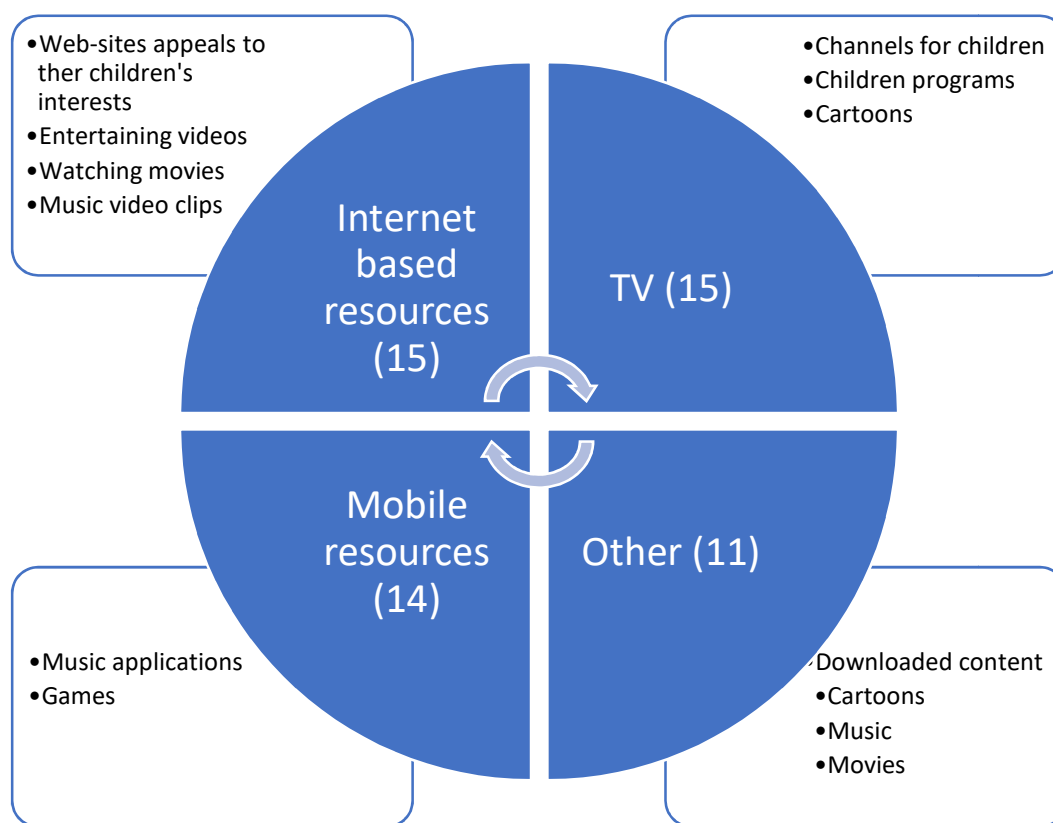 •Web-sites appeals to
ther children's
interests
•Entertaining videos
•Watching movies
•Music video clips
•Channels for children
•Children programs
•Cartoons
Internet
based
resources
(15)
TV (15)
Mobile
resources
(14)
Other (11)
•Music applications
•Games
•Downloaded content
•Cartoons
•Music
•Movies